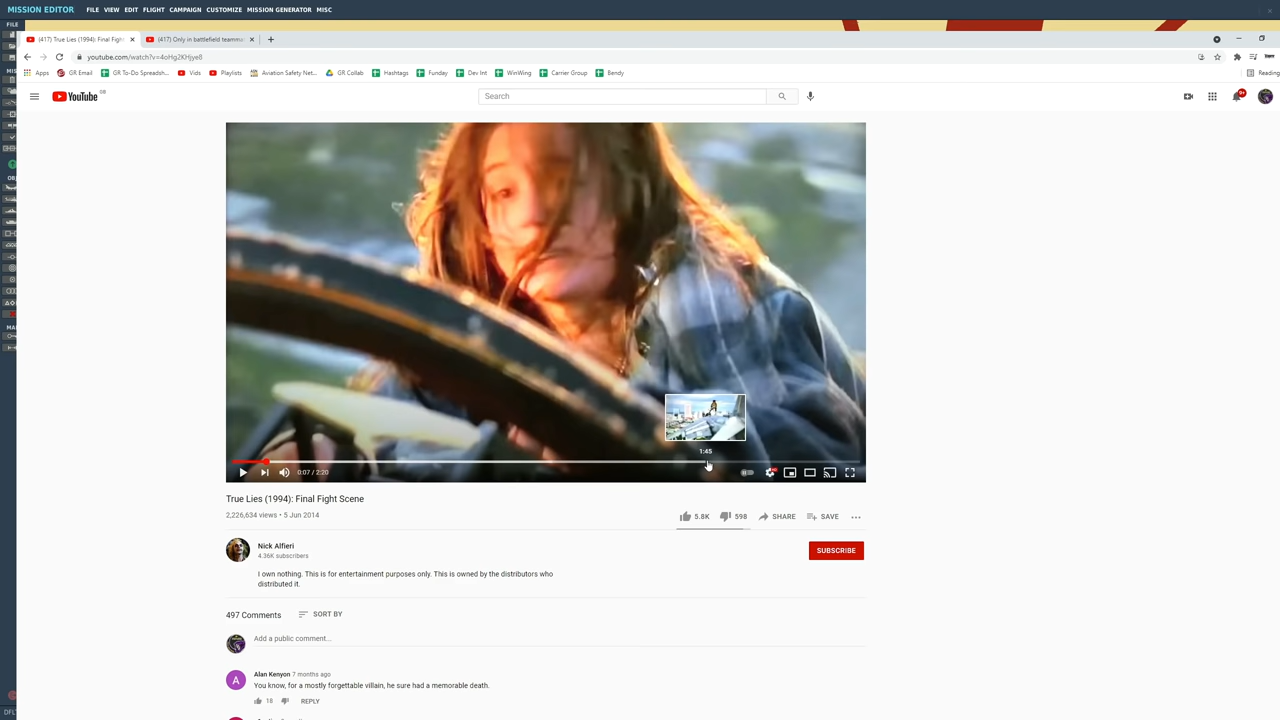 MISSION EDITOR
FILE VIEW EDIT FLIGHT CAMPAIGN CUSTOMIZE MISSION GENERATOR MISC
FILE
(417) True Lies (1994): Final Figh
(417) Only in battlefield teamma
youtube.com/watch?v=4oHg2KHjye8
Apps GR Email GR To-Do Spreadsh... Vids Playlists Aviation Safety Net... GR Collab Hashtags Funday Dev Int WinWing Carrier Group Bendy Reading
YouTube GB
Search
9+
1:45
0:07 / 2:20
True Lies (1994): Final Fight Scene
2,226,634 views • 5 Jun 2014
5.8K 598 SHARE SAVE
Nick Alfieri
4.36K subscribers
SUBSCRIBE
I own nothing. This is for entertainment purposes only. This is owned by the distributors who
distributed it.
497 Comments SORT BY
Add a public comment...
A
Alan Kenyon 7 months ago
You know, for a mostly forgettable villain, he sure had a memorable death.
18 REPLY